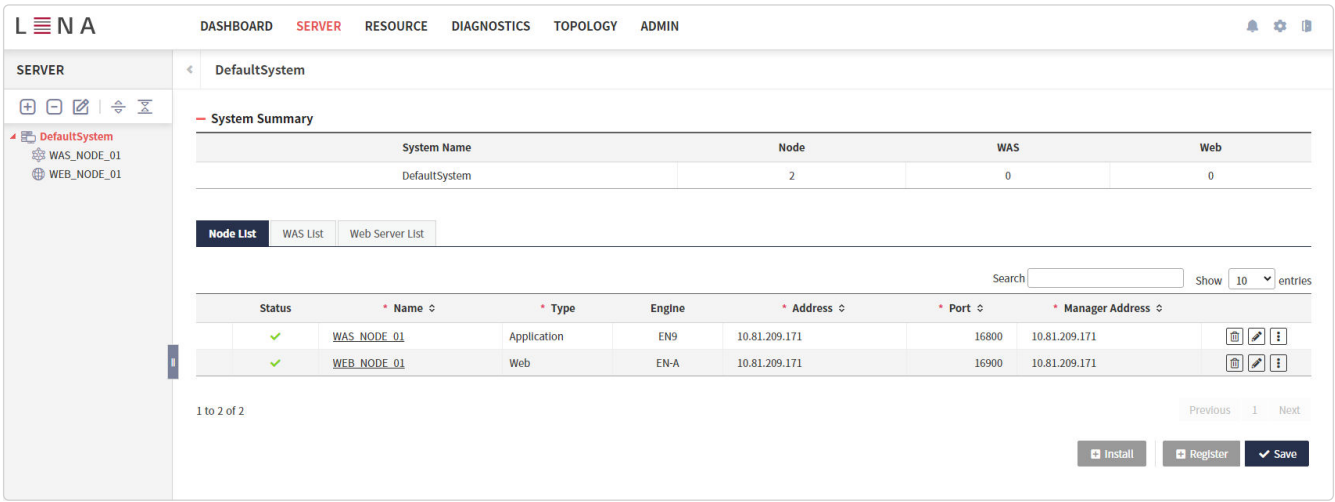 LENA DASHBOARD SERVER RESOURCE DIAGNOSTICS TOPOLOGY ADMIN
SERVER
DefaultSystem
DefaultSystem
WAS_NODE_01
WEB_NODE_01
System Summary
System Name Node WAS Web
DefaultSystem 2 0 0
Node List WAS List Web Server List
Search Show 10 entries
Status * Name * Type Engine * Address * Port * Manager Address
WAS_NODE_01 Application EN9 10.81.209.171 16800 10.81.209.171
WEB_NODE_01 Web EN-A 10.81.209.171 16900 10.81.209.171
1 to 2 of 2
Previous 1 Next
Install Register Save